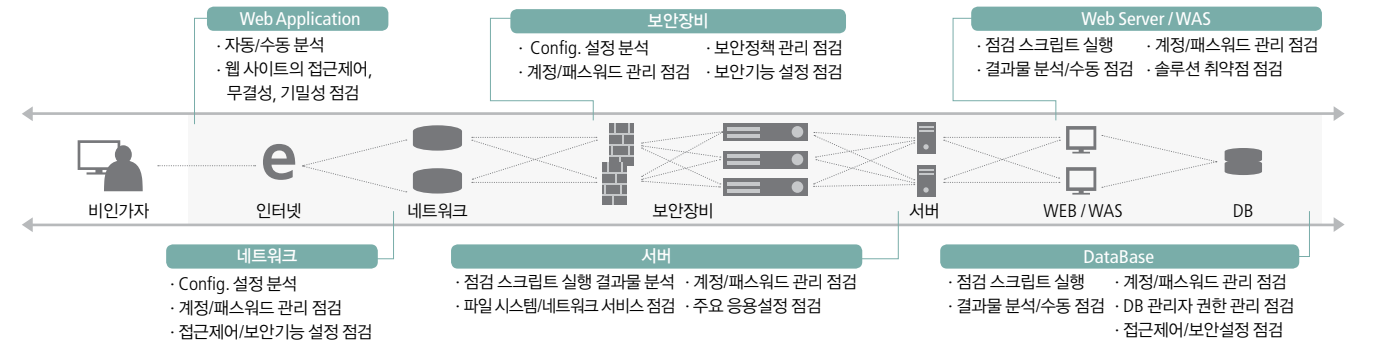 Web Application
· 자동/수동 분석
· 웹 사이트의 접근제어,
무결성, 기밀성 점검
보안장비
· Config. 설정 분석 · 보안정책 관리 점검
· 계정/패스워드 관리 점검 · 보안기능 설정 점검
Web Server / WAS
· 점검 스크립트 실행 · 계정/패스워드 관리 점검
· 결과물 분석/수동 점검 · 솔루션 취약점 점검
e
비인가자 인터넷 네트워크 보안장비 서버 WEB / WAS DB
네트워크
· Config. 설정 분석
· 계정/패스워드 관리 점검
· 접근제어/보안기능 설정 점검
서버
· 점검 스크립트 실행 결과물 분석 · 계정/패스워드 관리 점검
· 파일 시스템/네트워크 서비스 점검 · 주요 응용설정 점검
DataBase
· 점검 스크립트 실행 · 계정/패스워드 관리 점검
· 결과물 분석/수동 점검 · DB 관리자 권한 관리 점검
· 접근제어/보안설정 점검